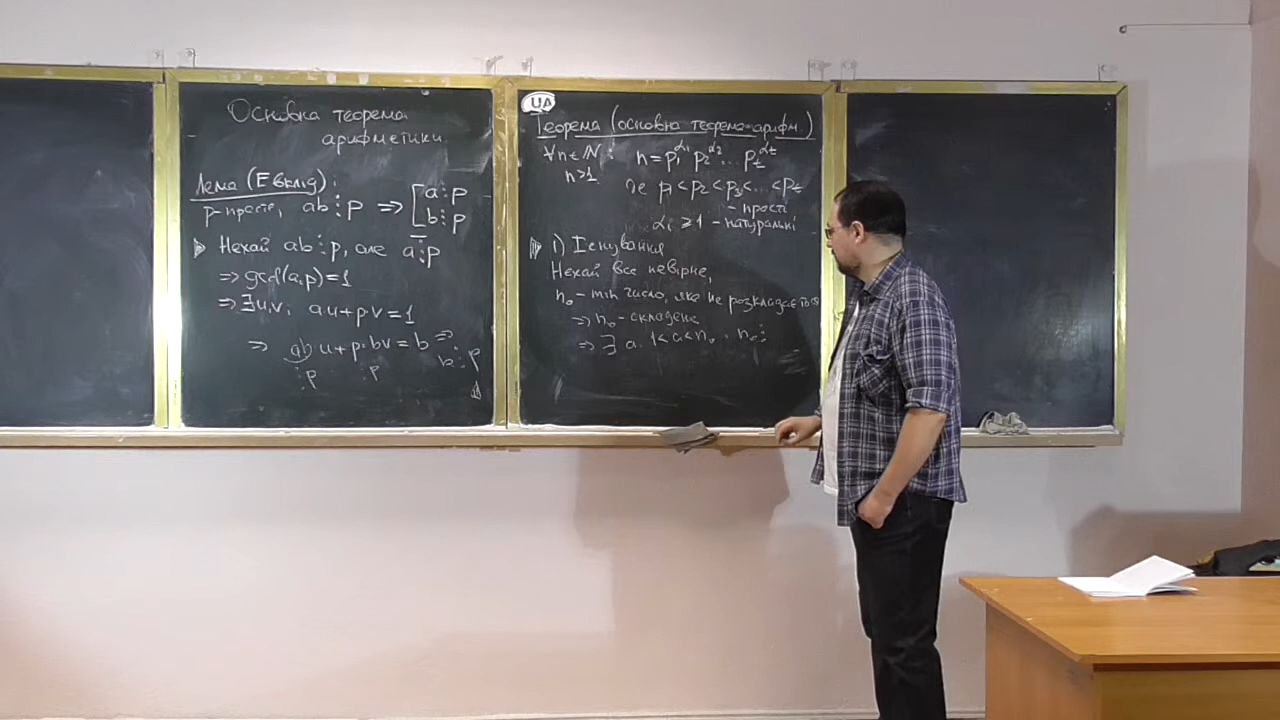 Основна теорема
арифметики.
Лема (Евклід):
p-просте, ab⋮p ⇒ [a⋮p
b⋮p
Нехай ab⋮p, але a⋮̸p
⇒ gcd(a,p)=1
⇒ ∃u,v: a·u+p·v=1
⇒ ab·u+p·bv=b ⇒
b⋮p
⋮p ⋮p
UA
Теорема (основна теорема арифм.)
∀n∈ℕ: n=p₁^α₁ p₂^α₂ ... p_t^α_t
n>1
де p₁<p₂<p₃<...<p_t
- прості
αᵢ ⩾ 1 - натуральні
1) Існування
Нехай все невірне,
n₀ - min число, яке не розкладається
⇒ n₀ - складене
⇒ ∃ a: 1<a<n₀, n₀⋮